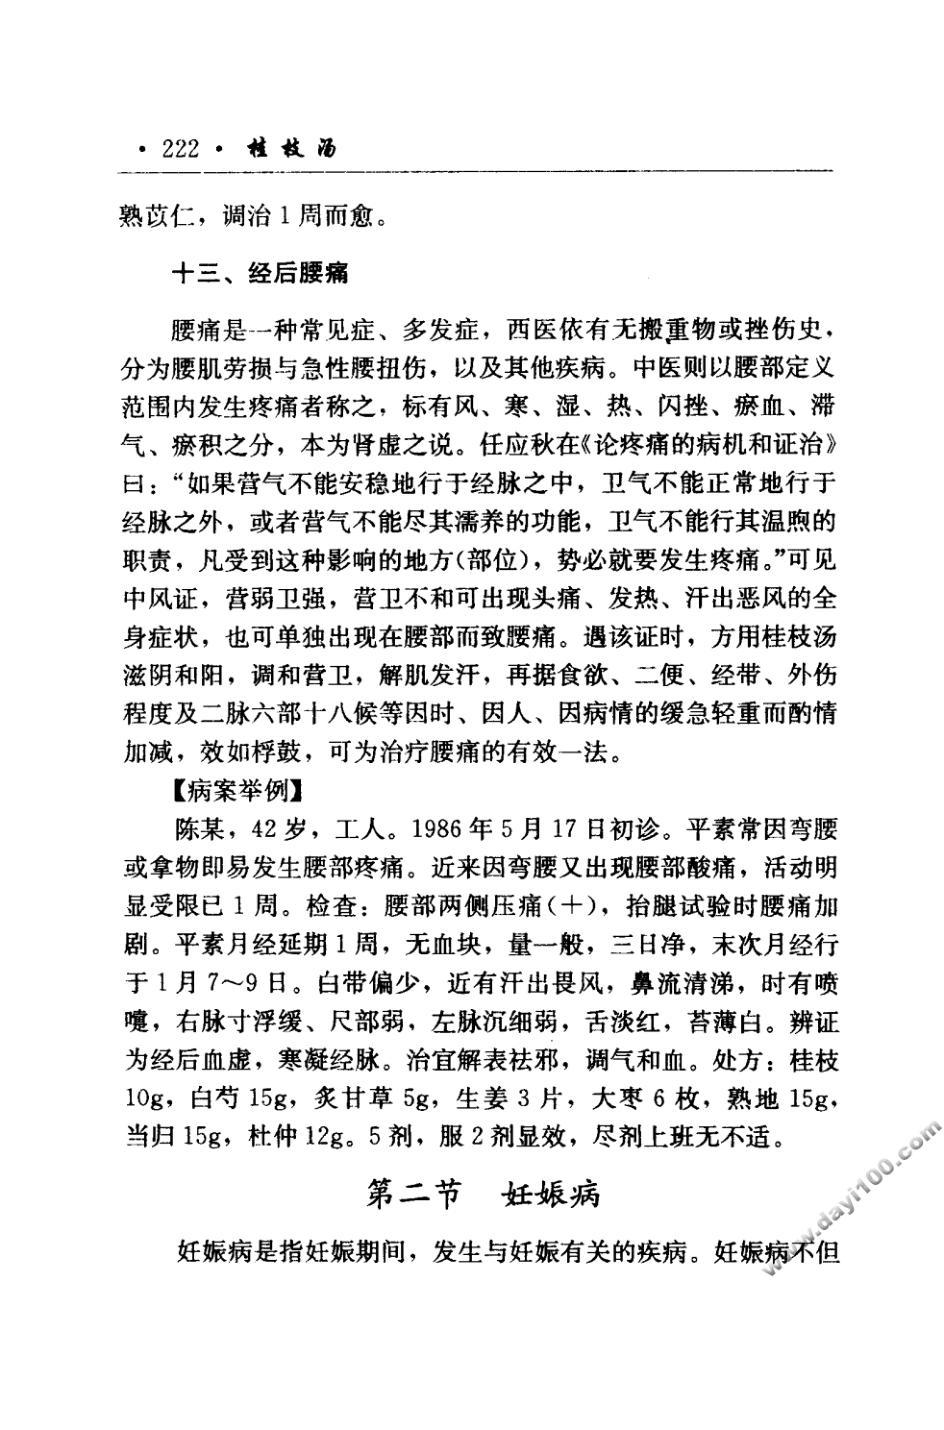 · 222 · 桂枝汤
熟苡仁，调治 1 周而愈。
十三、经后腰痛
腰痛是一种常见症、多发症，西医依有无搬重物或挫伤史，
分为腰肌劳损与急性腰扭伤，以及其他疾病。中医则以腰部定义
范围内发生疼痛者称之，标有风、寒、湿、热、闪挫、瘀血、滞
气、瘀积之分，本为肾虚之说。任应秋在《论疼痛的病机和证治》
曰：“如果营气不能安稳地行于经脉之中，卫气不能正常地行于
经脉之外，或者营气不能尽其濡养的功能，卫气不能行其温煦的
职责，凡受到这种影响的地方(部位)，势必就要发生疼痛。”可见
中风证，营弱卫强，营卫不和可出现头痛、发热、汗出恶风的全
身症状，也可单独出现在腰部而致腰痛。遇该证时，方用桂枝汤
滋阴和阳，调和营卫，解肌发汗，再据食欲、二便、经带、外伤
程度及二脉六部十八候等因时、因人、因病情的缓急轻重而酌情
加减，效如桴鼓，可为治疗腰痛的有效一法。
【病案举例】
陈某，42 岁，工人。1986 年 5 月 17 日初诊。平素常因弯腰
或拿物即易发生腰部疼痛。近来因弯腰又出现腰部酸痛，活动明
显受限已 1 周。检查：腰部两侧压痛(＋)，抬腿试验时腰痛加
剧。平素月经延期 1 周，无血块，量一般，三日净，末次月经行
于 1 月 7～9 日。白带偏少，近有汗出畏风，鼻流清涕，时有喷
嚏，右脉寸浮缓、尺部弱，左脉沉细弱，舌淡红，苔薄白。辨证
为经后血虚，寒凝经脉。治宜解表祛邪，调气和血。处方：桂枝
10g，白芍 15g，炙甘草 5g，生姜 3 片，大枣 6 枚，熟地 15g，
当归 15g，杜仲 12g。5 剂，服 2 剂显效，尽剂上班无不适。
第二节 妊娠病
妊娠病是指妊娠期间，发生与妊娠有关的疾病。妊娠病不但
www.dayi100.com